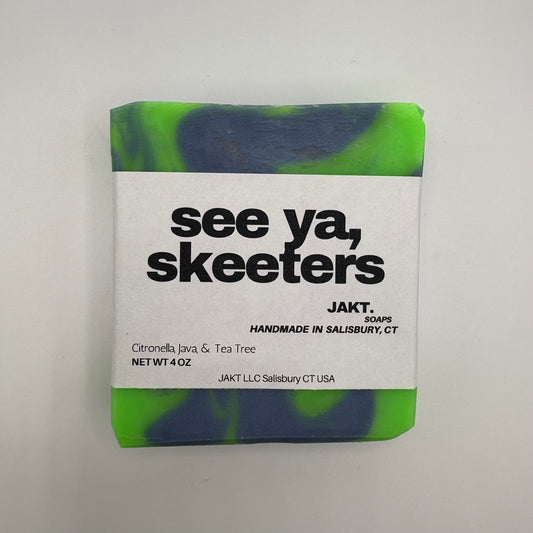 see ya,
skeeters
JAKT.
SOAPS
HANDMADE IN SALISBURY, CT
Citronella, Java, & Tea Tree
NET WT 4 OZ
JAKT LLC Salisbury CT USA